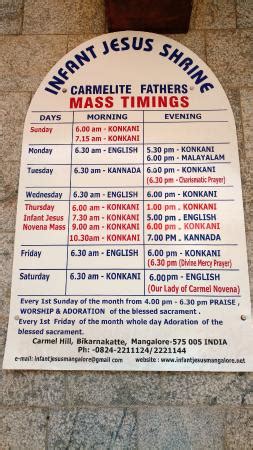 INFANT JESUS SHRINE
CARMELITE FATHERS
MASS TIMINGS
DAYS MORNING EVENING
Sunday 6.00 am - KONKANI
7.15 am - KONKANI
Monday 6.30 am - ENGLISH 5.30 pm - KONKANI
6.00 pm - MALAYALAM
Tuesday 6.30 am - KANNADA 6.00 pm - KONKANI
(6.30 pm - Charismatic Prayer)
Wednesday 6.30 am - ENGLISH 6.00 pm - KONKANI
Thursday 6.00 am - KONKANI 1.00 pm - KONKANI
Infant Jesus 7.30 am - KONKANI 5.00 pm - ENGLISH
Novena Mass 9.00 am - KONKANI 6.00 pm - KONKANI
10.30am - KONKANI 7.00 PM - KANNADA
Friday 6.30 am - ENGLISH 6.00 pm - KONKANI
(6.30 pm (Divine Mercy Prayer)
Saturday 6.30 am - KONKANI 6.00pm - ENGLISH
(Our Lady of Carmel Novena)
Every 1st Sunday of the month from 4.00 pm - 6.30 pm PRAISE,
WORSHIP & ADORATION of the blessed sacrament.
Every 1st Friday of the month whole day Adoration of the
blessed sacrament.
Carmel Hill, Bikarnakatte, Mangalore-575 005 INDIA
Ph: -0824-2211124/2221144
e-mail: infantjesusmangalore@gmail.com website : www.infantjesusmangalore.net